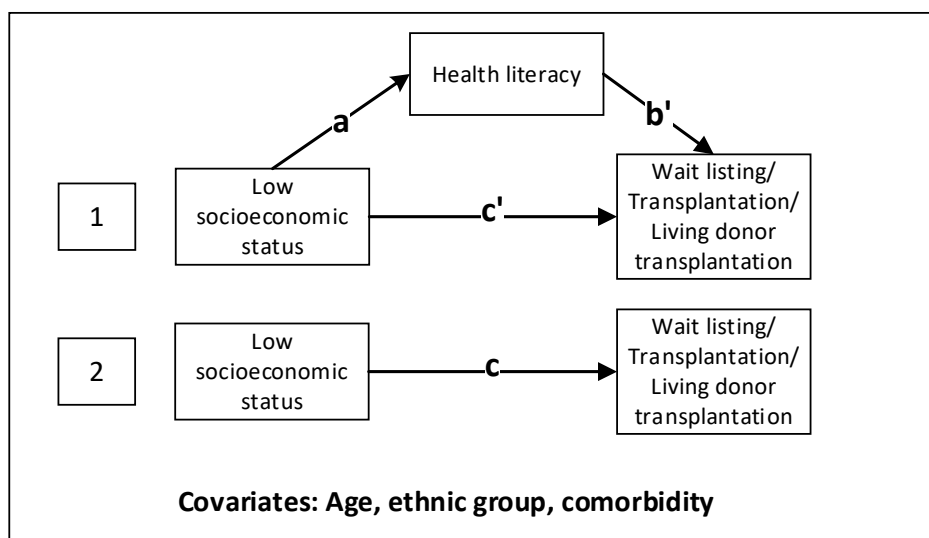 Health literacy
a
b'
1
Low
socioeconomic
status
c'
Wait listing/
Transplantation/
Living donor
transplantation
2
Low
socioeconomic
status
c
Wait listing/
Transplantation/
Living donor
transplantation
Covariates: Age, ethnic group, comorbidity